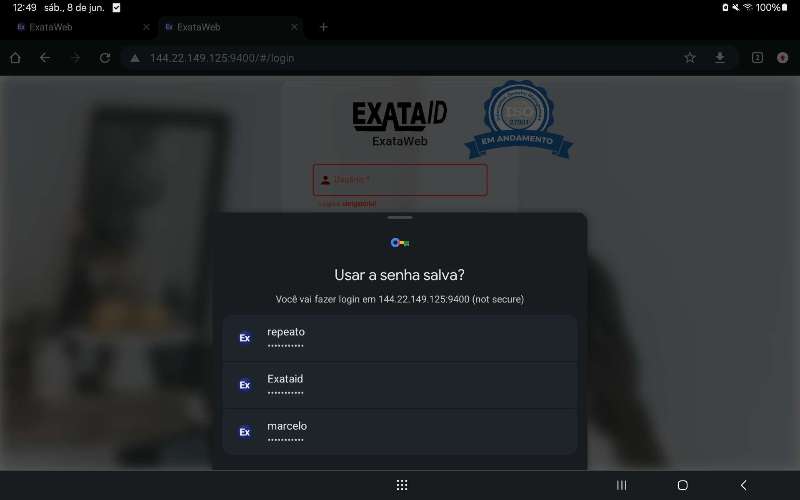 12:49 sáb., 8 de jun.
100%
ExataWeb
ExataWeb
144.22.149.125:9400/#/login
2
EXATAID
ExataWeb
ISO
27001
EM ANDAMENTO
Usuário *
obrigatório!
Usar a senha salva?
Você vai fazer login em 144.22.149.125:9400 (not secure)
Ex
repeato
•••••••••••
Ex
Exataid
•••••••••••
Ex
marcelo
•••••••••••